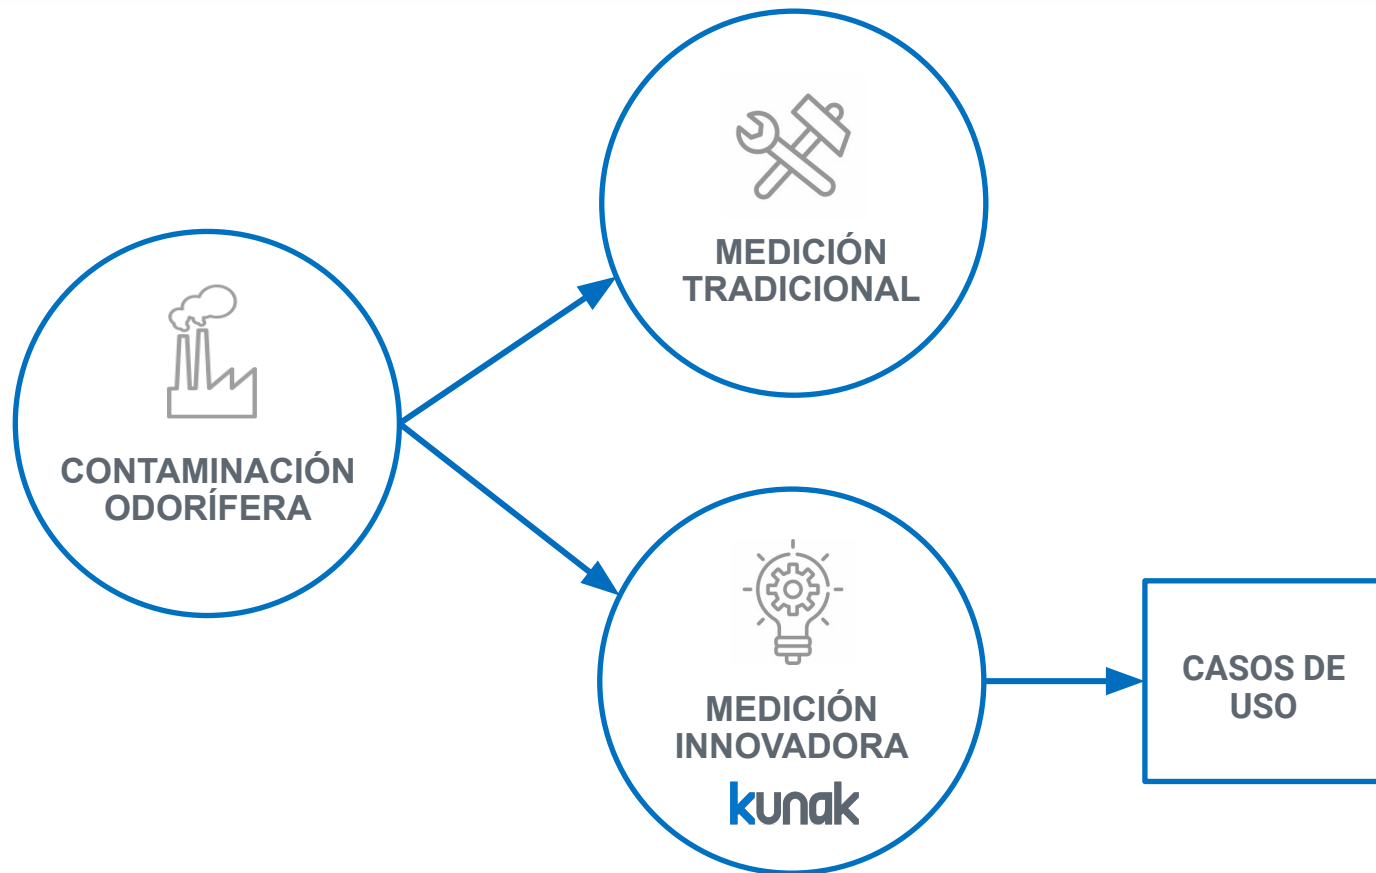 MEDICIÓN
TRADICIONAL
CONTAMINACIÓN
ODORÍFERA
MEDICIÓN
INNOVADORA
kunak
CASOS DE
USO